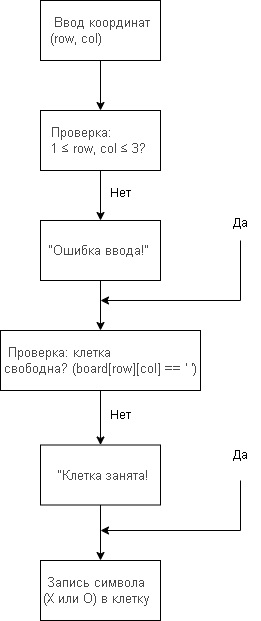 Ввод координат
(row, col)
Проверка:
1 ≤ row, col ≤ 3?
Нет
Да
"Ошибка ввода!"
Проверка: клетка
свободна? (board[row][col] == ' ')
Нет
Да
"Клетка занята!
Запись символа
(X или O) в клетку